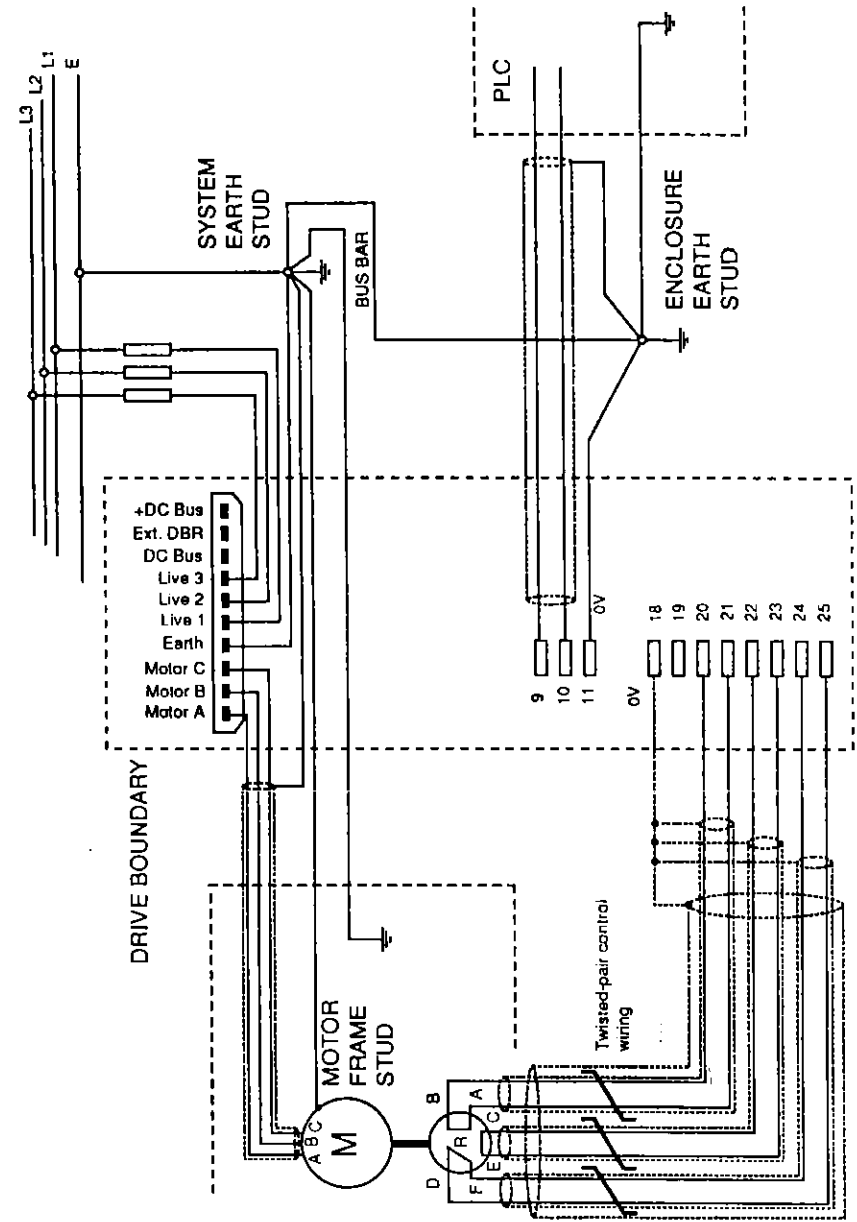 L3
L2
L1
E
SYSTEM
EARTH
STUD
BUS BAR
PLC
ENCLOSURE
EARTH
STUD
+DC Bus
Ext. DBR
DC Bus
Live 3
Live 2
Live 1
Earth
Motor C
Motor B
Motor A
9
10
11
0V
0V
18
19
20
21
22
23
24
25
DRIVE BOUNDARY
MOTOR
FRAME
STUD
A B C
M
Twisted-pair control
wiring
B
A
R
C
E
D
F